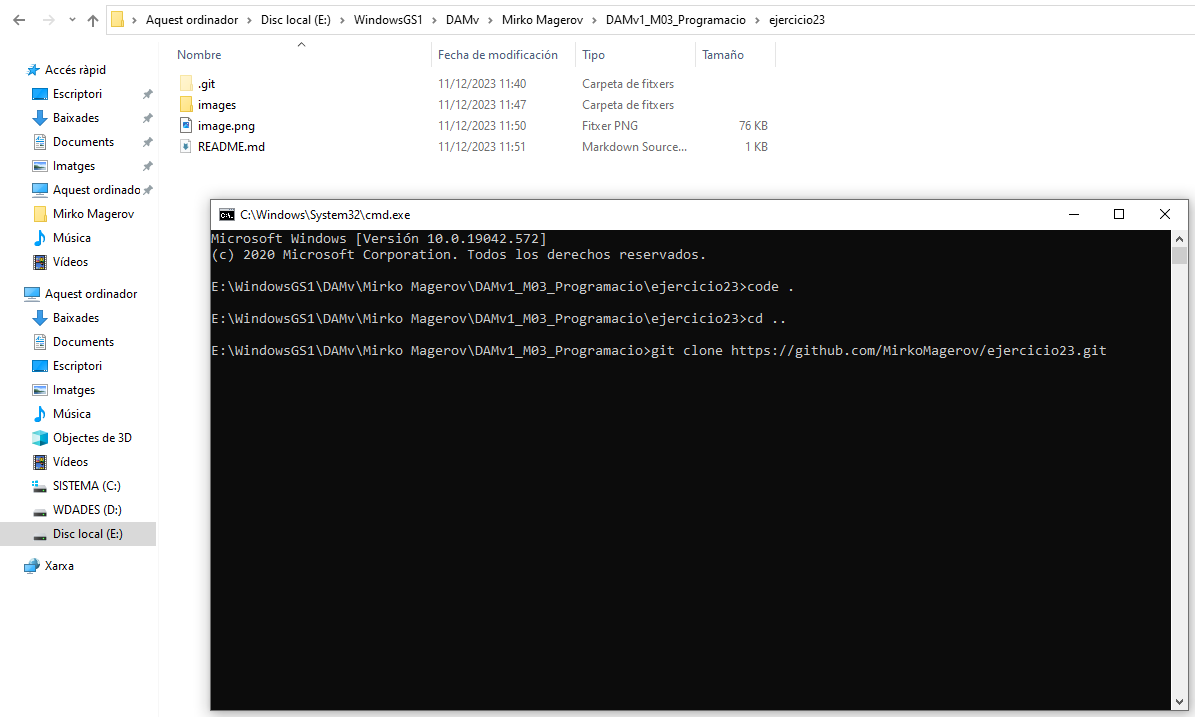 Aquest ordinador › Disc local (E:) › WindowsGS1 › DAMv › Mirko Magerov › DAMv1_M03_Programacio › ejercicio23
Nombre Fecha de modificación Tipo Tamaño
.git 11/12/2023 11:40 Carpeta de fitxers
images 11/12/2023 11:47 Carpeta de fitxers
image.png 11/12/2023 11:50 Fitxer PNG 76 KB
README.md 11/12/2023 11:51 Markdown Source... 1 KB
Accés ràpid
Escriptori
Baixades
Documents
Imatges
Aquest ordinado
Mirko Magerov
Música
Vídeos
Aquest ordinador
Baixades
Documents
Escriptori
Imatges
Música
Objectes de 3D
Vídeos
SISTEMA (C:)
WDADES (D:)
Disc local (E:)
Xarxa
C:\Windows\System32\cmd.exe
Microsoft Windows [Versión 10.0.19042.572]
(c) 2020 Microsoft Corporation. Todos los derechos reservados.
E:\WindowsGS1\DAMv\Mirko Magerov\DAMv1_M03_Programacio\ejercicio23>code .
E:\WindowsGS1\DAMv\Mirko Magerov\DAMv1_M03_Programacio\ejercicio23>cd ..
E:\WindowsGS1\DAMv\Mirko Magerov\DAMv1_M03_Programacio>git clone https://github.com/MirkoMagerov/ejercicio23.git